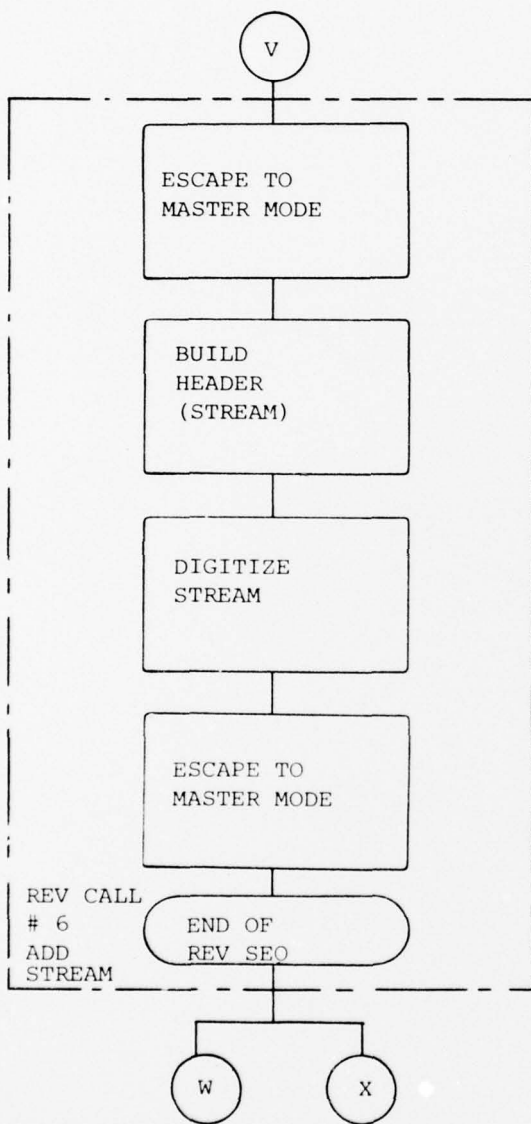 V
ESCAPE TO
MASTER MODE
BUILD
HEADER
(STREAM)
DIGITIZE
STREAM
ESCAPE TO
MASTER MODE
REV CALL
# 6
ADD
STREAM
END OF
REV SEQ
W
X